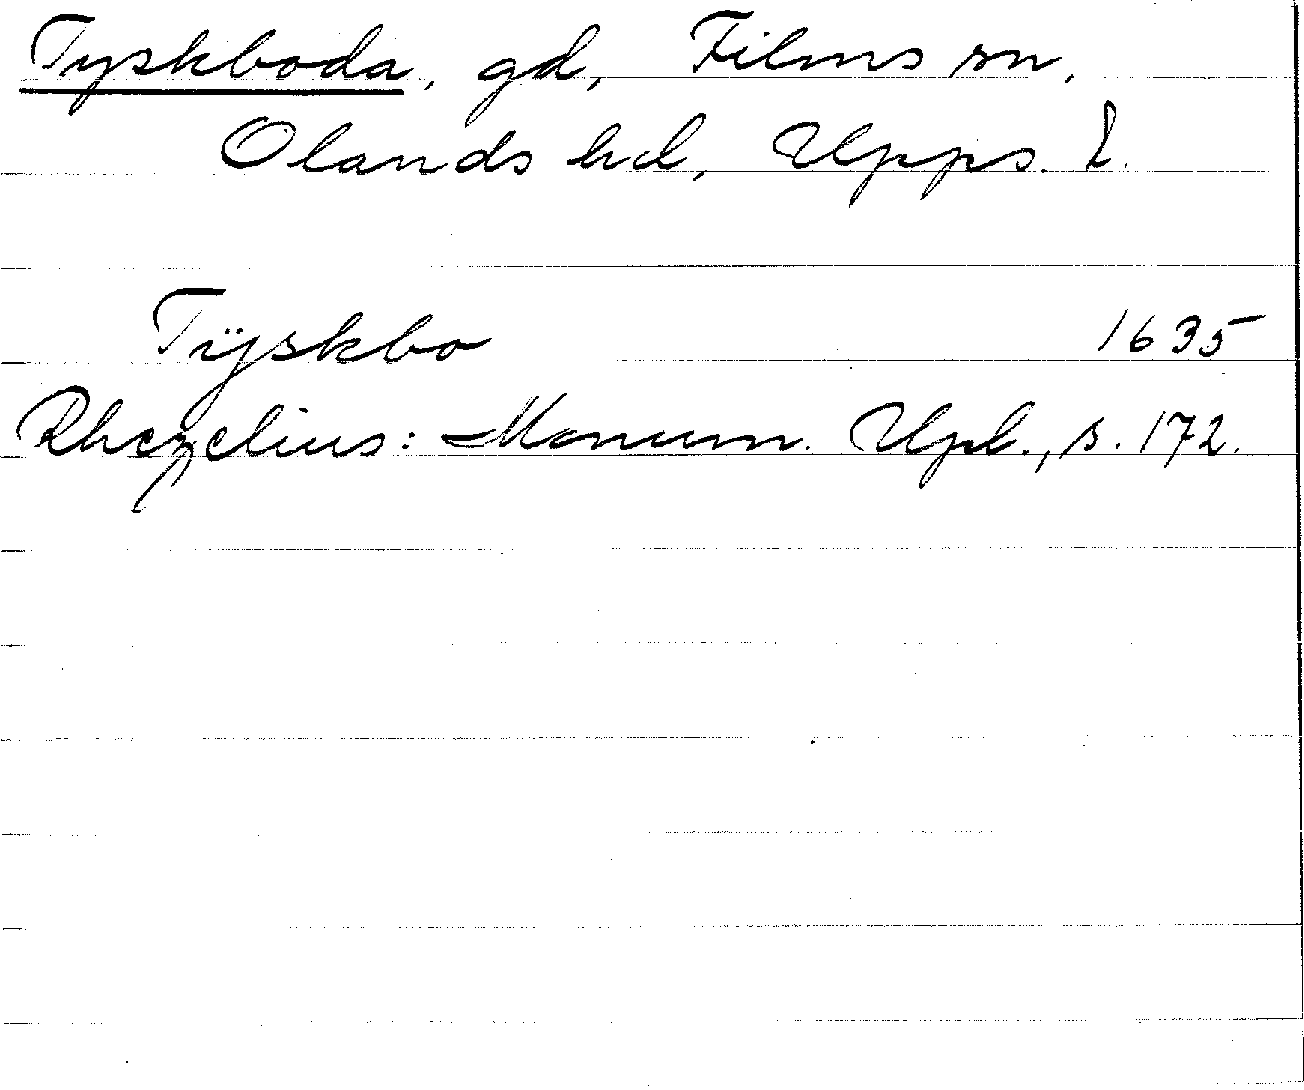 Tyskboda, gd, Films sn,
Olands hd, Upps. l.
Tÿskbo 1635
Rhezelius: Monum. Upl., s. 172.